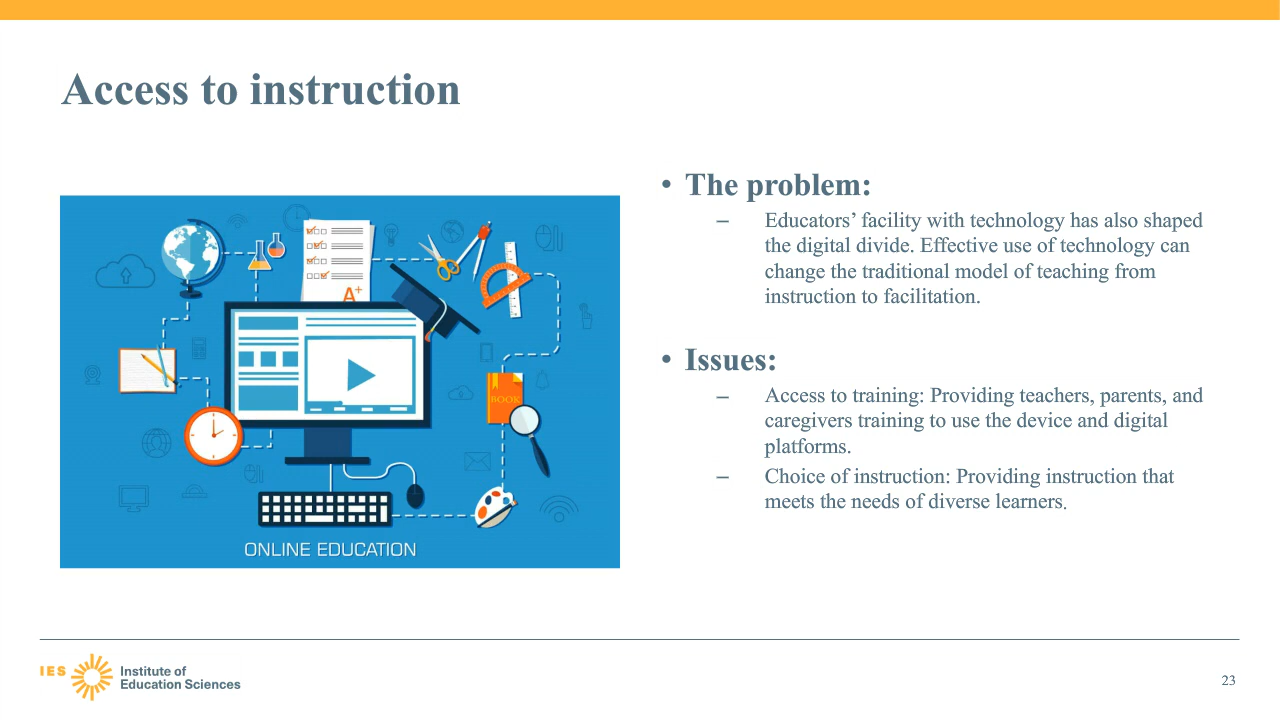 Access to instruction
A+
BOOK
ONLINE EDUCATION
• The problem:
– Educators’ facility with technology has also shaped
the digital divide. Effective use of technology can
change the traditional model of teaching from
instruction to facilitation.
• Issues:
– Access to training: Providing teachers, parents, and
caregivers training to use the device and digital
platforms.
– Choice of instruction: Providing instruction that
meets the needs of diverse learners.
IES
Institute of
Education Sciences
23